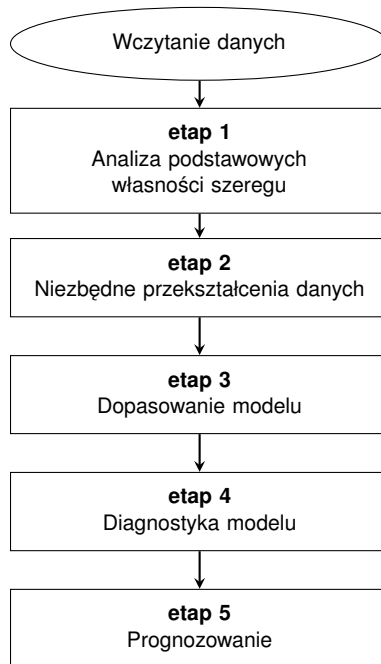 Wczytanie danych
etap 1
Analiza podstawowych
własności szeregu
etap 2
Niezbędne przekształcenia danych
etap 3
Dopasowanie modelu
etap 4
Diagnostyka modelu
etap 5
Prognozowanie